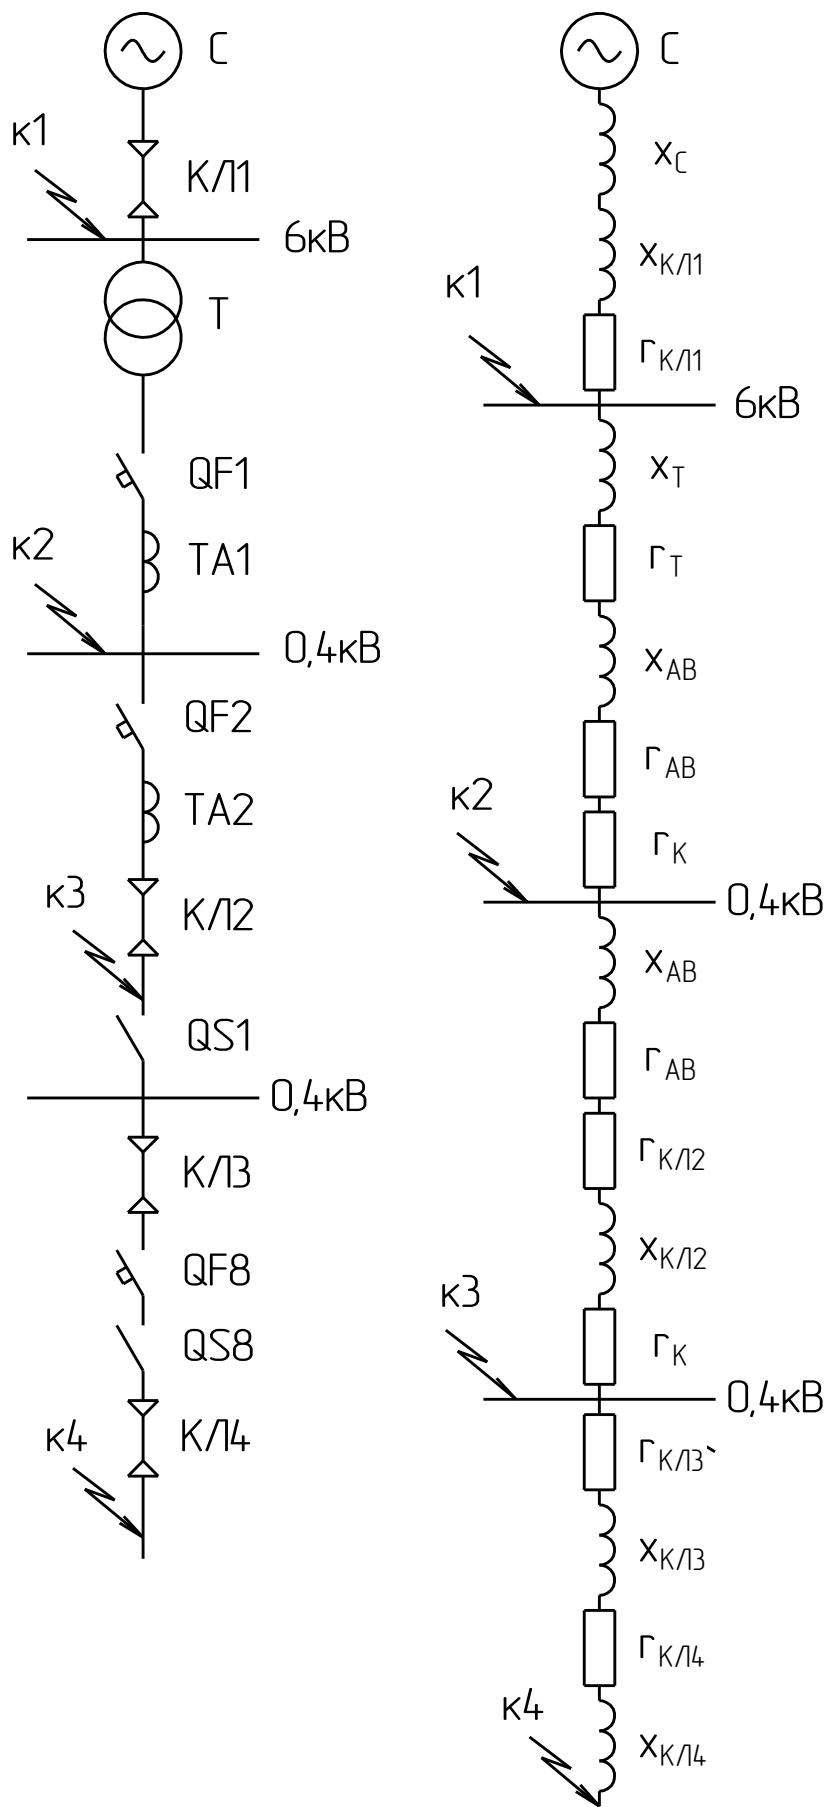 С
к1
КЛ1
6кВ
Т
QF1
к2
ТА1
0,4кВ
QF2
ТА2
к3
КЛ2
QS1
0,4кВ
КЛ3
QF8
QS8
к4
КЛ4
С
xС
xКЛ1
к1
rКЛ1
6кВ
xТ
rТ
xАВ
rАВ
к2
rК
0,4кВ
xАВ
rАВ
rКЛ2
xКЛ2
к3
rК
0,4кВ
rКЛ3`
xКЛ3
rКЛ4
к4
xКЛ4